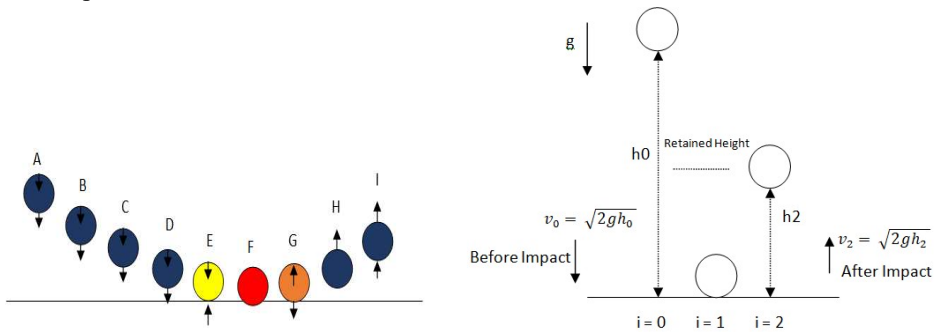 A
B
C
D
E
F
G
H
I
g
h0
Retained Height
h2
v₀ = √2gh₀
Before Impact
v₂ = √2gh₂
After Impact
i = 0
i = 1
i = 2